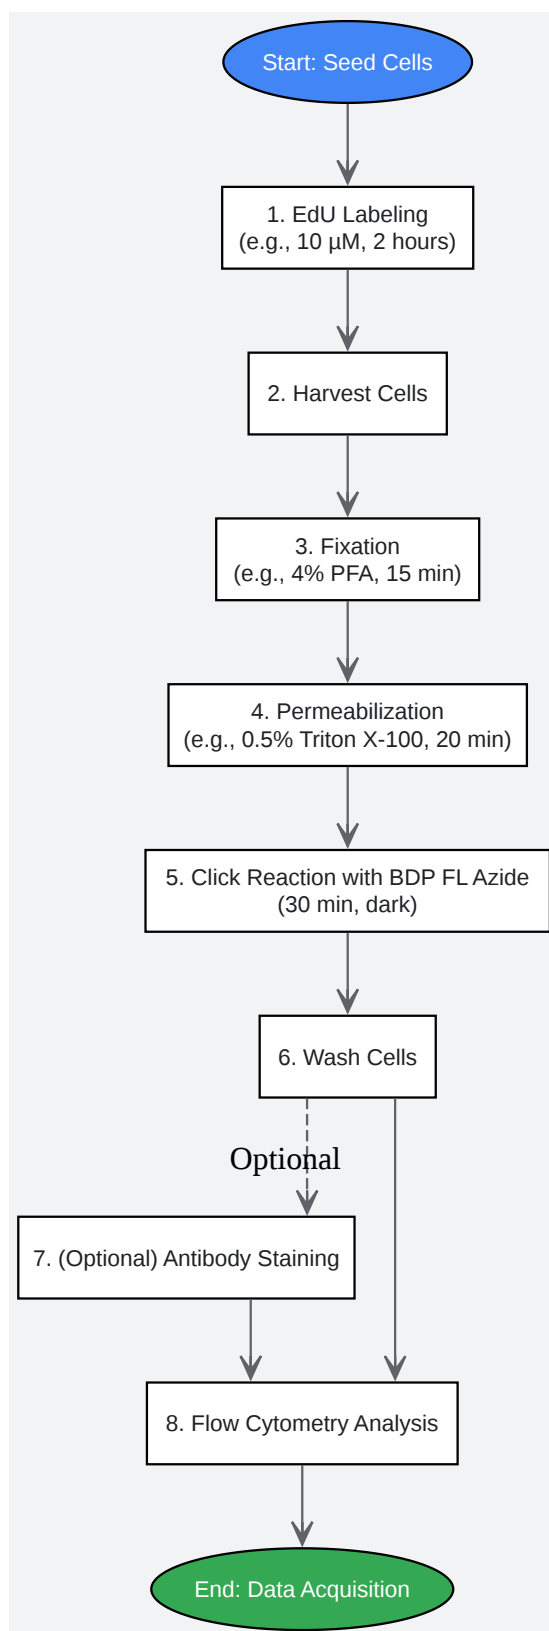 Start: Seed Cells
1. EdU Labeling
(e.g., 10 µM, 2 hours)
2. Harvest Cells
3. Fixation
(e.g., 4% PFA, 15 min)
4. Permeabilization
(e.g., 0.5% Triton X-100, 20 min)
5. Click Reaction with BDP FL Azide
(30 min, dark)
6. Wash Cells
Optional
7. (Optional) Antibody Staining
8. Flow Cytometry Analysis
End: Data Acquisition